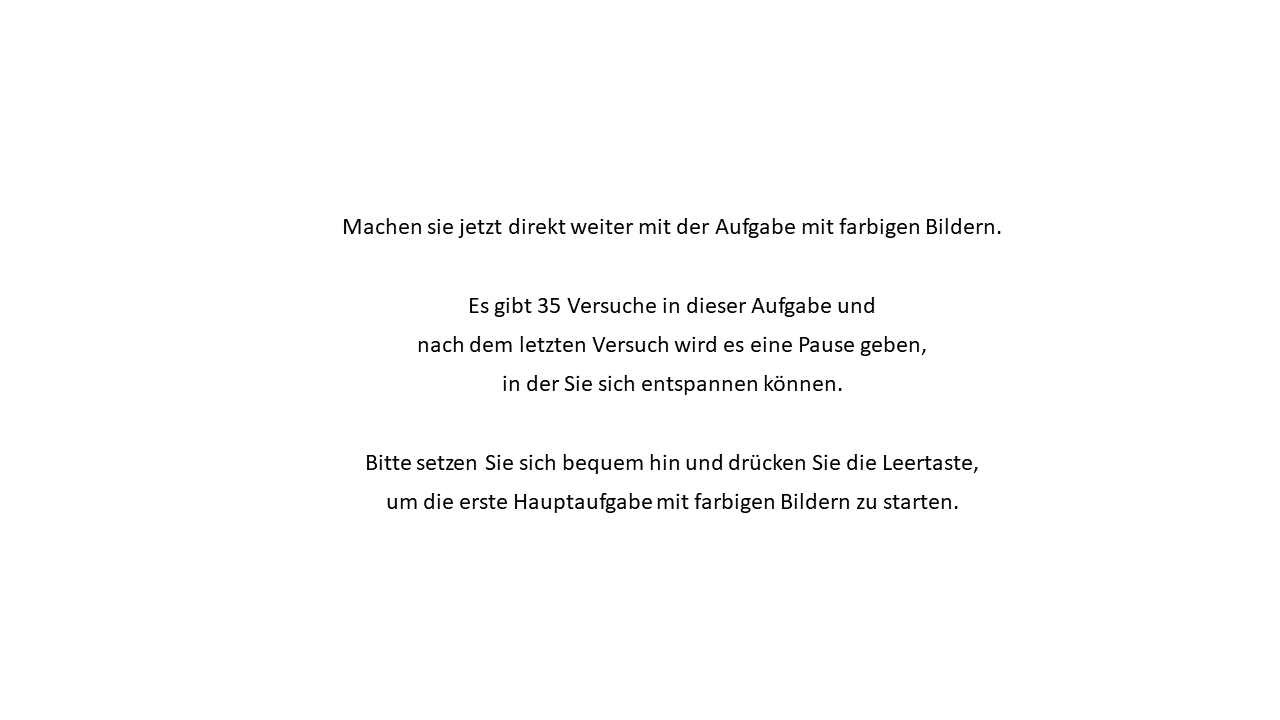 Machen sie jetzt direkt weiter mit der Aufgabe mit farbigen Bildern.
Es gibt 35 Versuche in dieser Aufgabe und
nach dem letzten Versuch wird es eine Pause geben,
in der Sie sich entspannen können.
Bitte setzen Sie sich bequem hin und drücken Sie die Leertaste,
um die erste Hauptaufgabe mit farbigen Bildern zu starten.